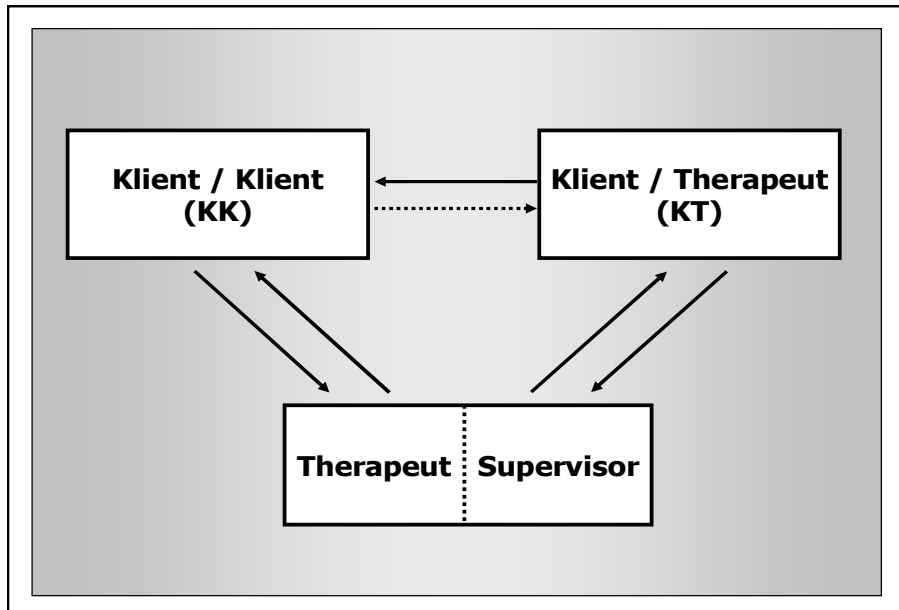 Klient / Klient
(KK)
Klient / Therapeut
(KT)
Therapeut
Supervisor